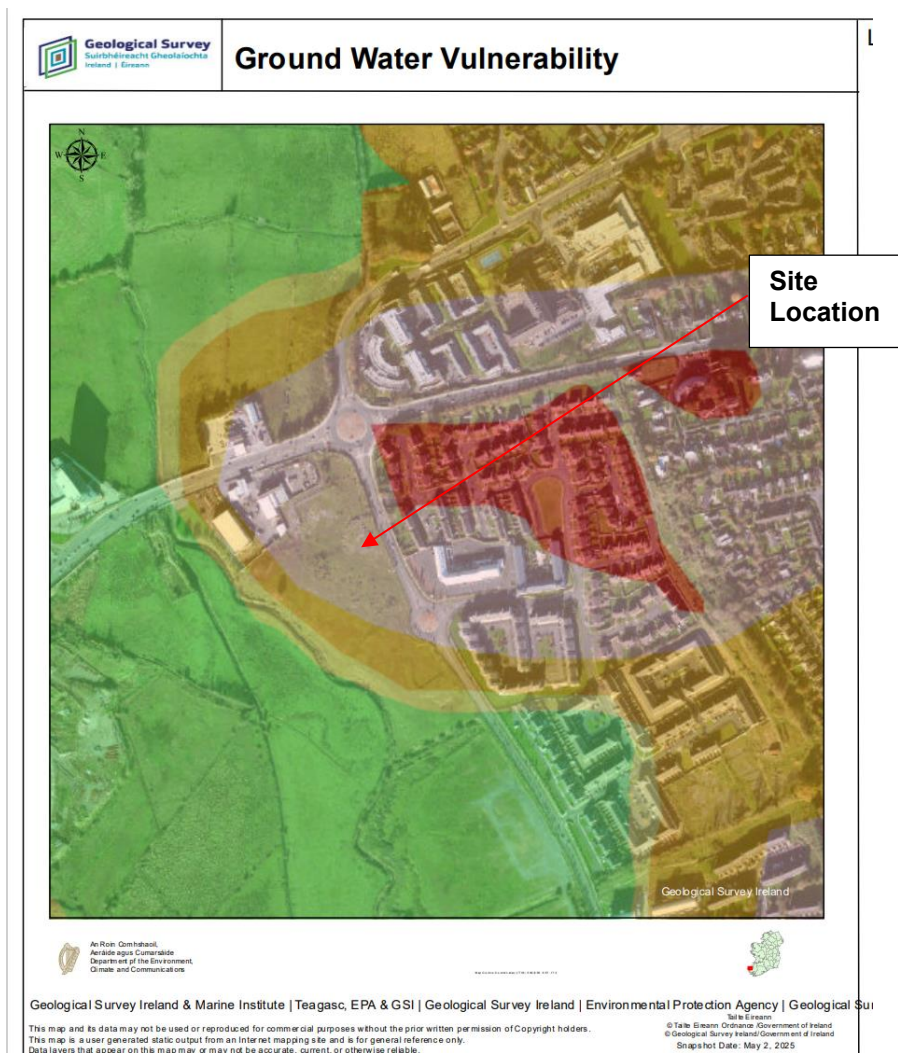 Geological Survey
Suirbhéireacht Gheolaíochta
Ireland | Éireann
Ground Water Vulnerability
L
N
W E
S
Site
Location
Geological Survey Ireland
An Roinn Comhshaoil,
Aeráide agus Cumarsáide
Department of the Environment,
Climate and Communications
Geological Survey Ireland & Marine Institute | Teagasc, EPA & GSI | Geological Survey Ireland | Environmental Protection Agency | Geological Sur
This map and its data may not be used or reproduced for commercial purposes without the prior written permission of Copyright holders.
This map is a user generated static output from an Internet mapping site and is for general reference only.
Data layers that appear on this map may or may not be accurate, current, or otherwise reliable.
Tailte Éireann
© Tailte Éireann Ordnance /Government of Ireland
© Geological Survey Ireland/Government of Ireland
Snapshot Date: May 2, 2025